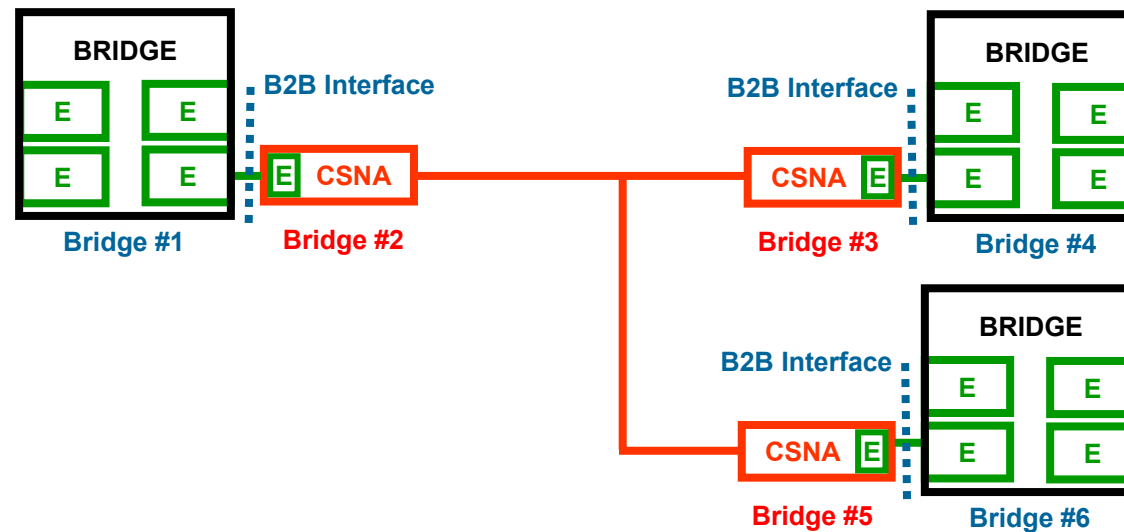 BRIDGE
E
E
E
E
B2B Interface
E CSNA
Bridge #1
Bridge #2
B2B Interface
CSNA E
Bridge #3
BRIDGE
E
E
E
E
Bridge #4
B2B Interface
CSNA E
Bridge #5
BRIDGE
E
E
E
E
Bridge #6